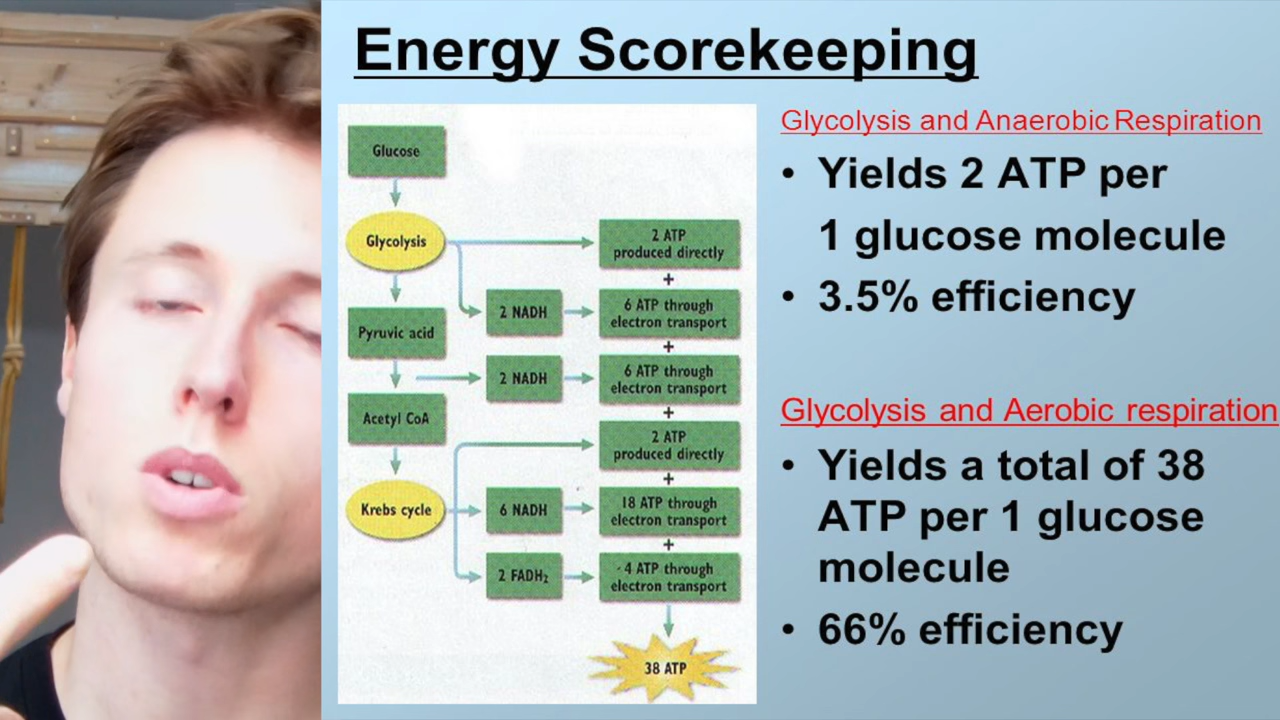 Energy Scorekeeping
Glucose
Glycolysis
2 ATP
produced directly
+
2 NADH
6 ATP through
electron transport
+
Pyruvic acid
2 NADH
6 ATP through
electron transport
+
Acetyl CoA
2 ATP
produced directly
+
Krebs cycle
6 NADH
18 ATP through
electron transport
+
2 FADH₂
4 ATP through
electron transport
38 ATP
Glycolysis and Anaerobic Respiration
• Yields 2 ATP per
1 glucose molecule
• 3.5% efficiency
Glycolysis and Aerobic respiration
• Yields a total of 38
ATP per 1 glucose
molecule
• 66% efficiency